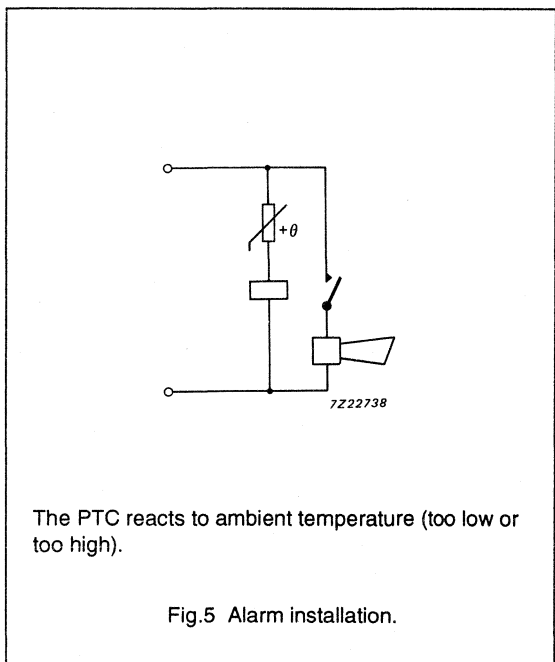 +θ
7Z22738
The PTC reacts to ambient temperature (too low or
too high).
Fig.5 Alarm installation.